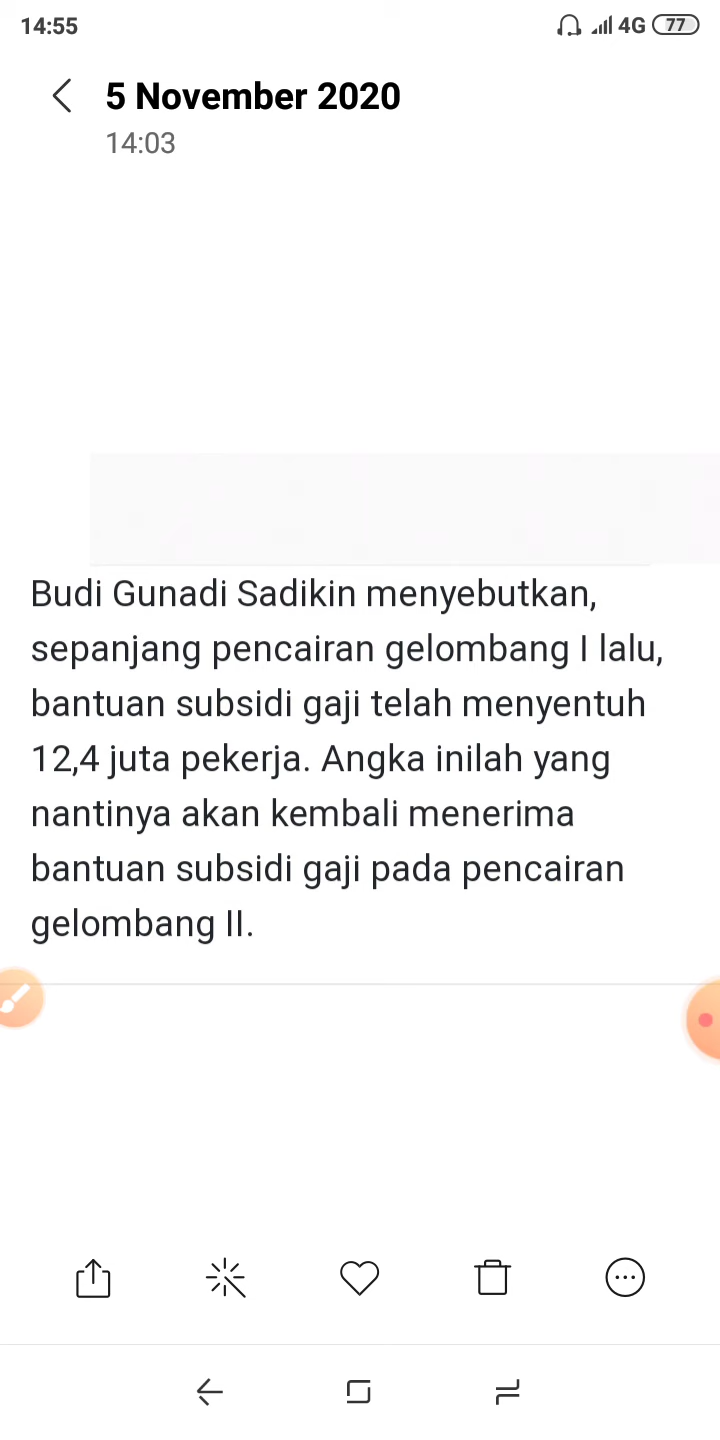 14:55
4G 77
5 November 2020
14:03
Budi Gunadi Sadikin menyebutkan,
sepanjang pencairan gelombang I lalu,
bantuan subsidi gaji telah menyentuh
12,4 juta pekerja. Angka inilah yang
nantinya akan kembali menerima
bantuan subsidi gaji pada pencairan
gelombang II.